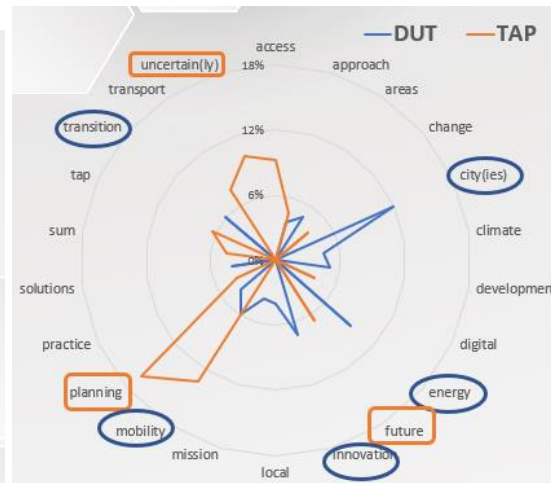 DUT TAP
access
uncertain(ly)
18%
approach
transport
areas
transition
12%
change
tap
city(ies)
6%
sum
climate
0%
solutions
developmen
practice
digital
planning
energy
mobility
future
mission
innovation
local